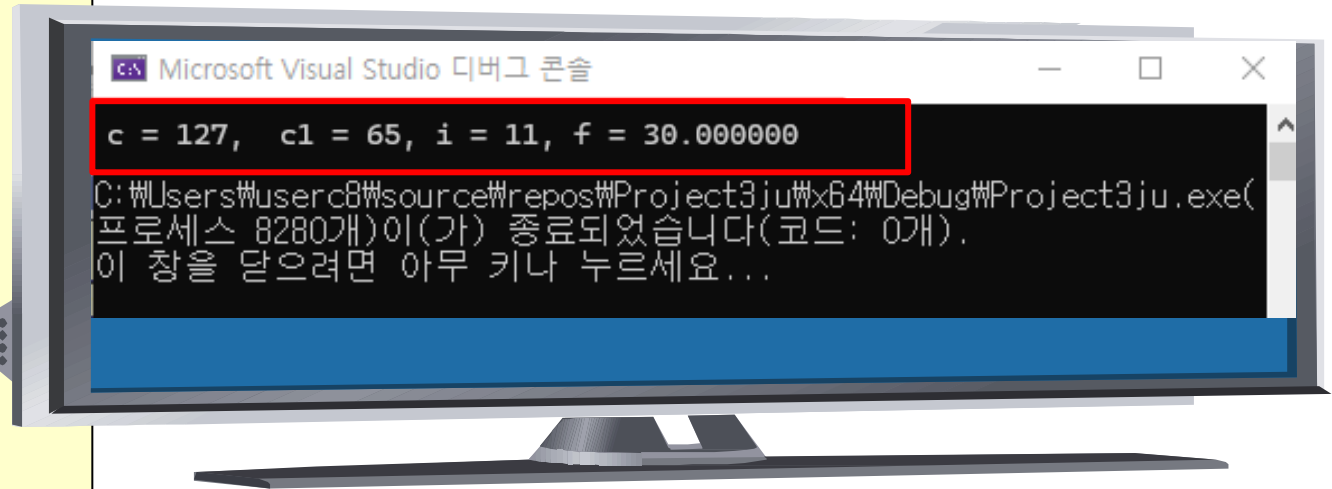 Microsoft Visual Studio 디버그 콘솔
c = 127,  c1 = 65, i = 11, f = 30.000000
C:₩Users₩userc8₩source₩repos₩Project3ju₩x64₩Debug₩Project3ju.exe(
프로세스 8280개)이(가) 종료되었습니다(코드: 0개).
이 창을 닫으려면 아무 키나 누르세요...